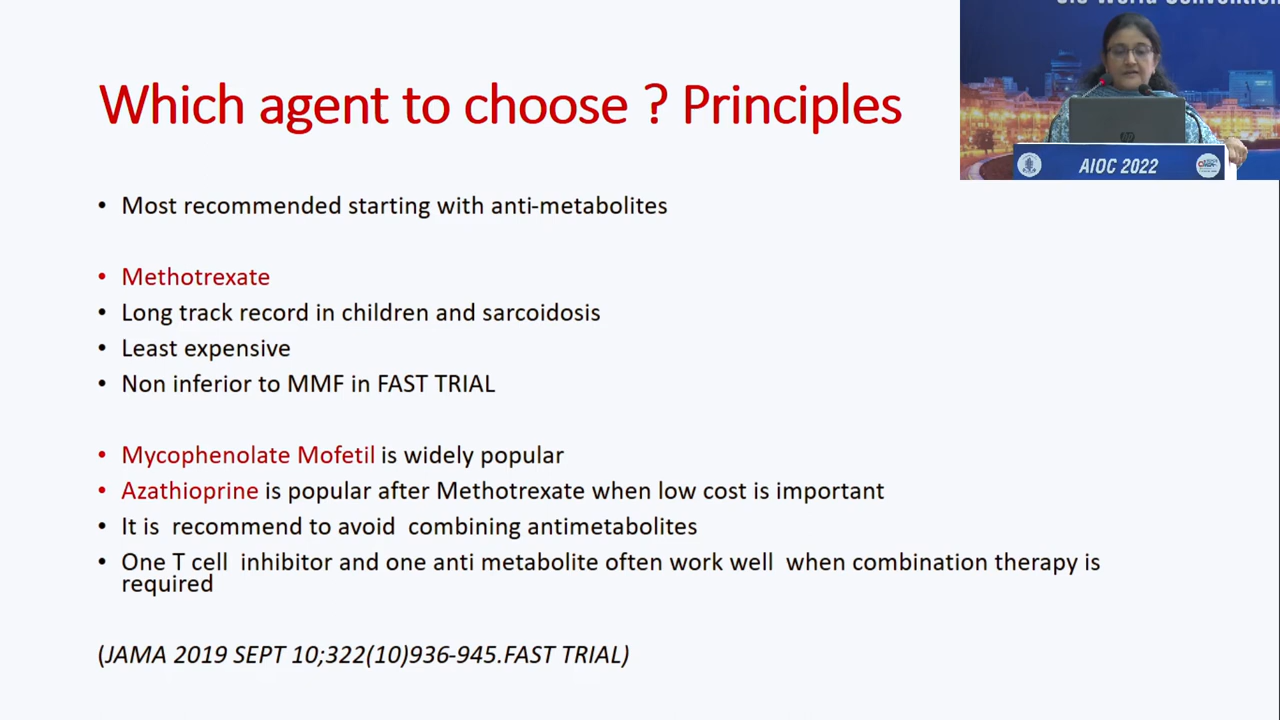 Which agent to choose ? Principles
• Most recommended starting with anti-metabolites
• Methotrexate
• Long track record in children and sarcoidosis
• Least expensive
• Non inferior to MMF in FAST TRIAL
• Mycophenolate Mofetil is widely popular
• Azathioprine is popular after Methotrexate when low cost is important
• It is recommend to avoid combining antimetabolites
• One T cell inhibitor and one anti metabolite often work well when combination therapy is
required
(JAMA 2019 SEPT 10;322(10)936-945.FAST TRIAL)
AIOC 2022
hp